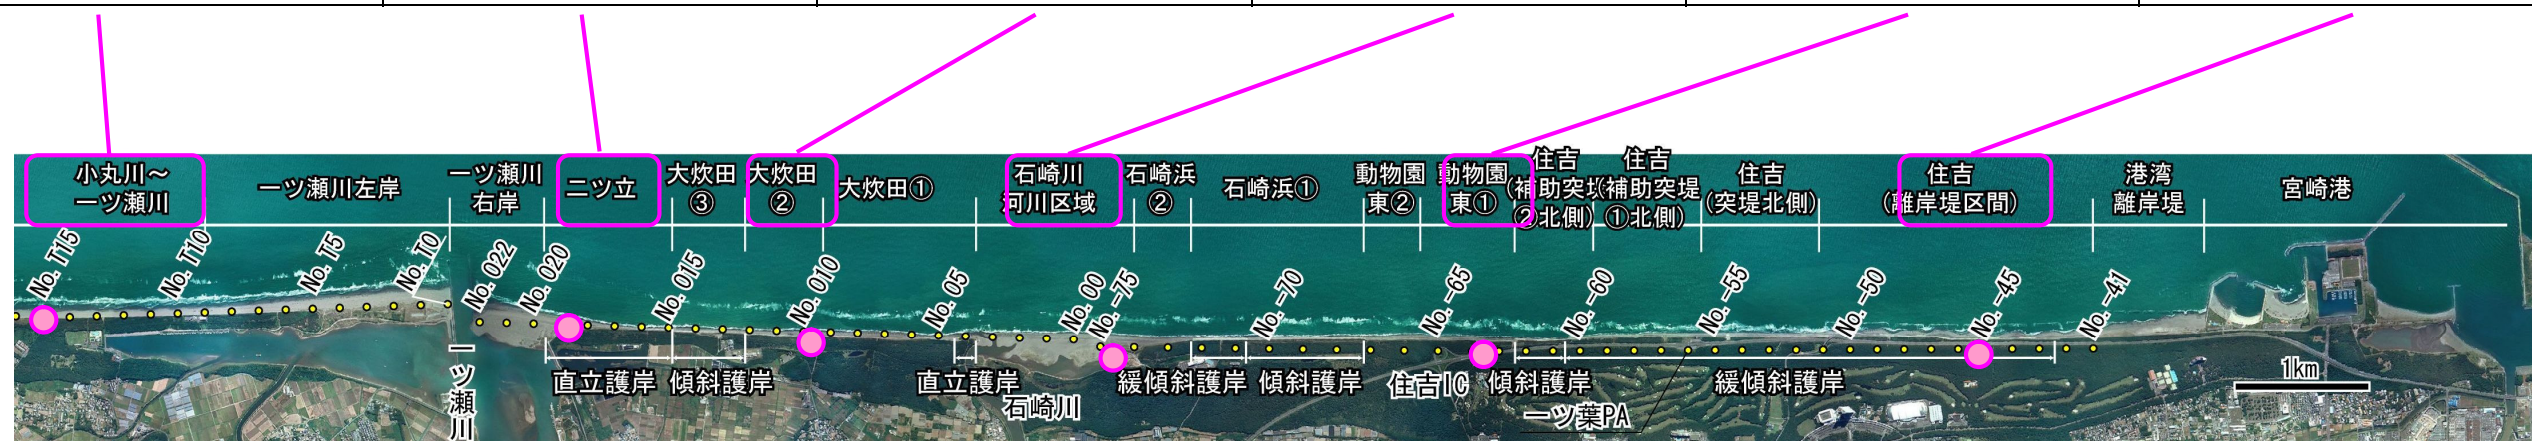 小丸川～
一ツ瀬川
一ツ瀬川左岸
一ツ瀬川
右岸
二ツ立
大炊田
③
大炊田
②
大炊田①
石崎川
河川区域
石崎浜
②
石崎浜①
動物園
東②
動物園
東①
住吉
(補助突堤
②北側)
住吉
(補助突堤
①北側)
住吉
(突堤北側)
住吉
(離岸堤区間)
港湾
離岸堤
宮崎港
No. T15
No. T10
No. T5
No. T0
No. 022
No. 020
No. 015
No. 010
No. 05
No. 00
No. -75
No. -70
No. -65
No. -60
No. -55
No. -50
No. -45
No. -41
一ツ瀬川
直立護岸
傾斜護岸
直立護岸
石崎川
緩傾斜護岸
傾斜護岸
住吉IC
傾斜護岸
一ツ葉PA
緩傾斜護岸
1km